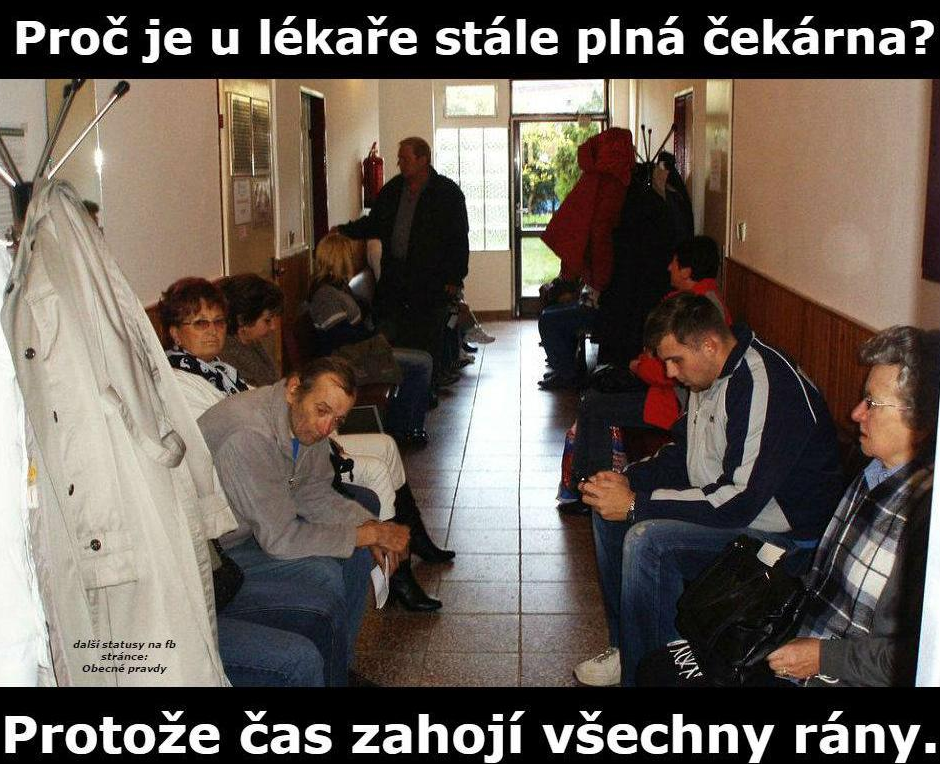 Proč je u lékaře stále plná čekárna?
další statusy na fb
stránce:
Obecné pravdy
Protože čas zahojí všechny rány.